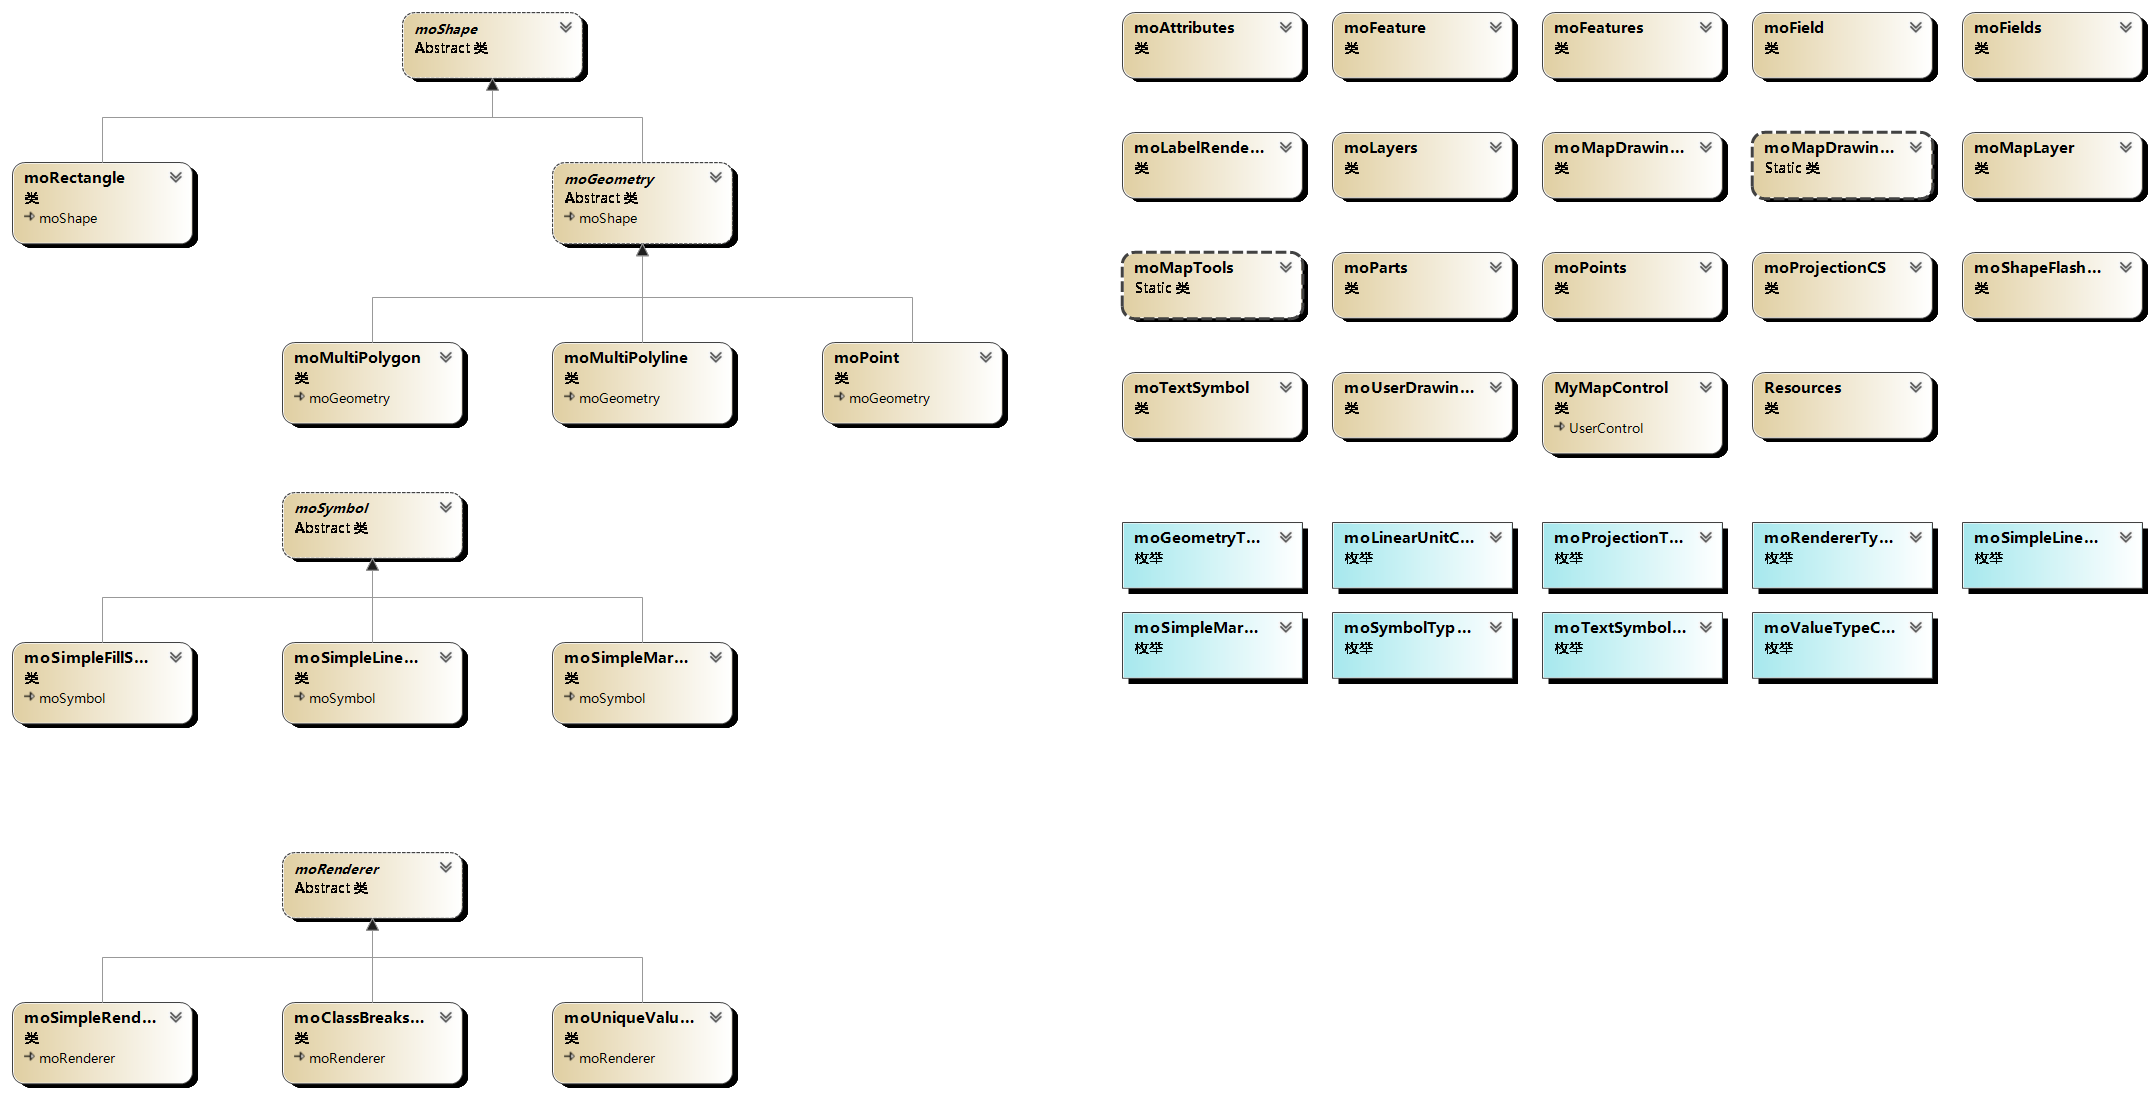 moShape
Abstract 类
moRectangle
类
moShape
moGeometry
Abstract 类
moShape
moMultiPolygon
类
moGeometry
moMultiPolyline
类
moGeometry
moPoint
类
moGeometry
moSymbol
Abstract 类
moSimpleFillS...
类
moSymbol
moSimpleLine...
类
moSymbol
moSimpleMar...
类
moSymbol
moRenderer
Abstract 类
moSimpleRend...
类
moRenderer
moClassBreaks...
类
moRenderer
moUniqueValu...
类
moRenderer
moAttributes
类
moFeature
类
moFeatures
类
moField
类
moFields
类
moLabelRende...
类
moLayers
类
moMapDrawin...
类
moMapDrawin...
Static 类
moMapLayer
类
moMapTools
Static 类
moParts
类
moPoints
类
moProjectionCS
类
moShapeFlash...
类
moTextSymbol
类
moUserDrawin...
类
MyMapControl
类
UserControl
Resources
类
moGeometryT...
枚举
moLinearUnitC...
枚举
moProjectionT...
枚举
moRendererTy...
枚举
moSimpleLine...
枚举
moSimpleMar...
枚举
moSymbolTyp...
枚举
moTextSymbol...
枚举
moValueTypeC...
枚举